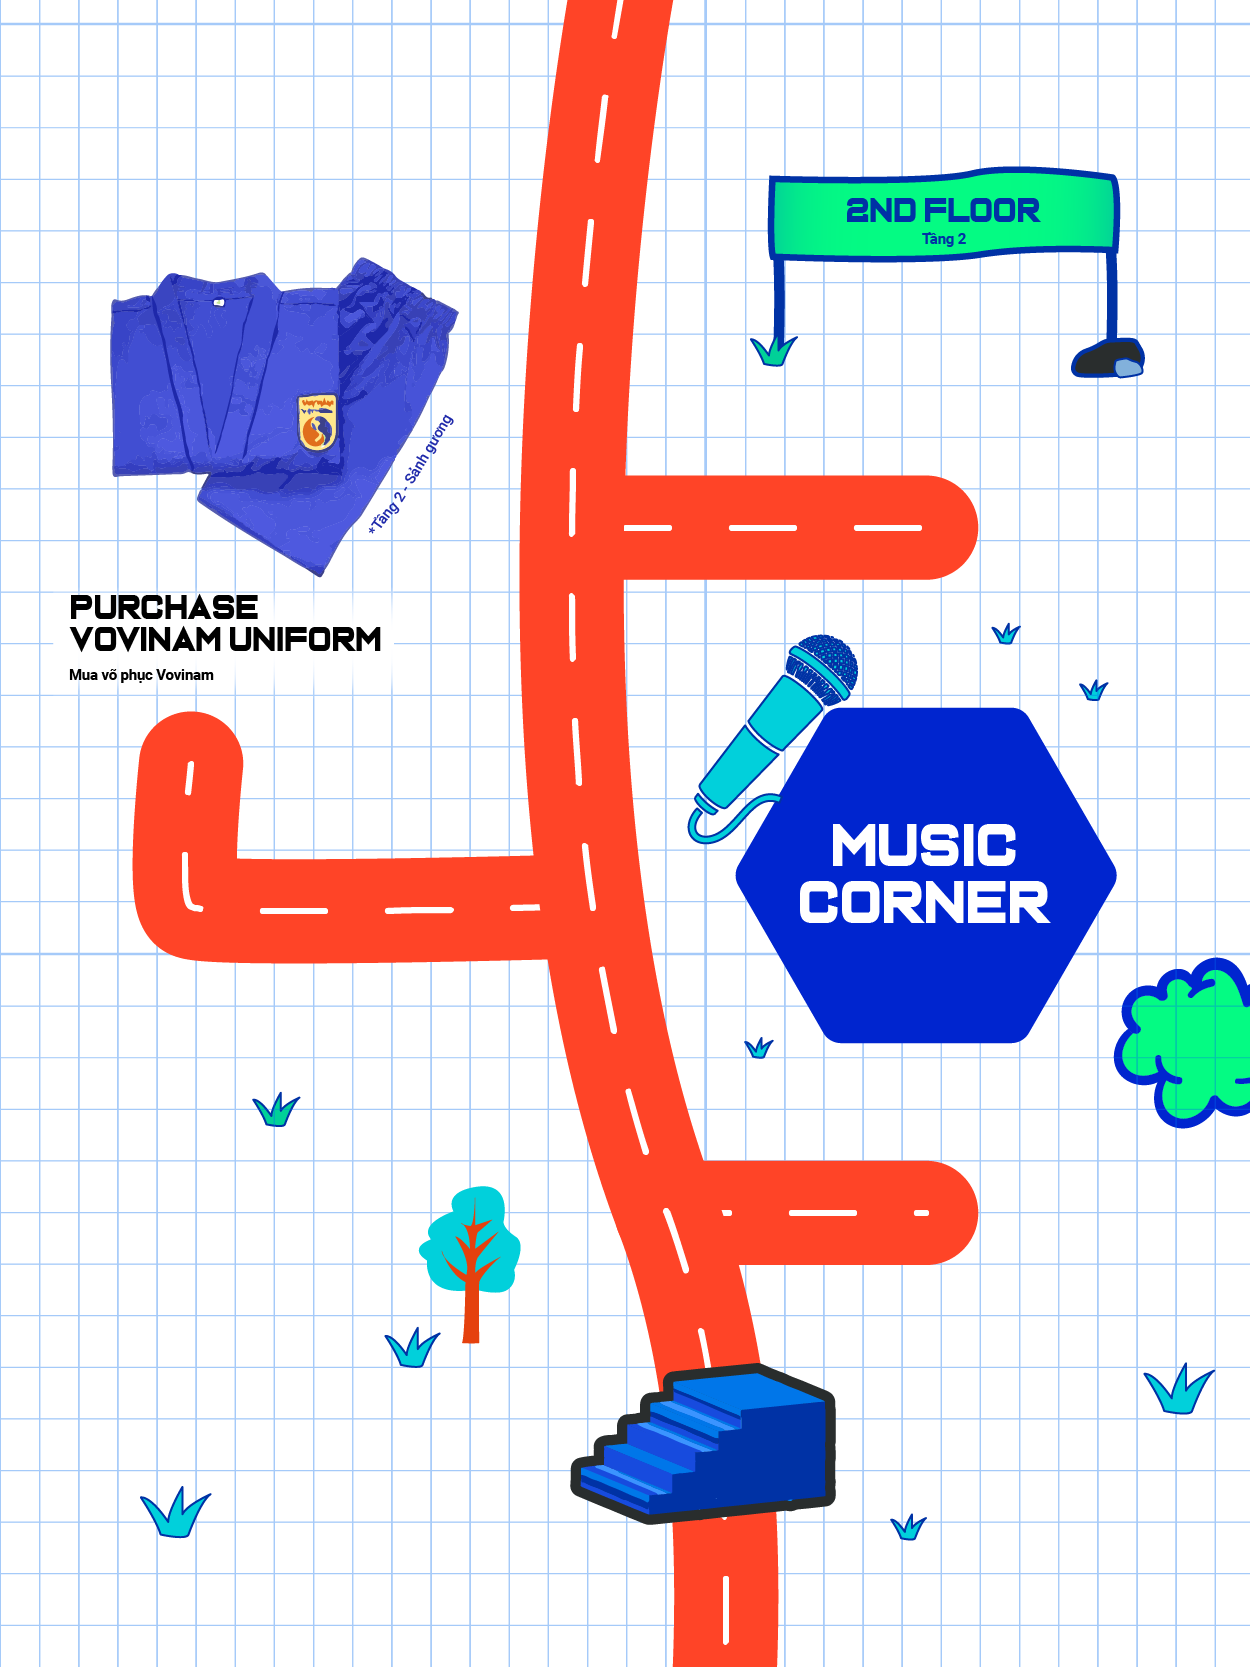 2ND FLOOR
Tầng 2
*Tầng 2 - Sảnh gương
PURCHASE
VOVINAM UNIFORM
Mua võ phục Vovinam
MUSIC
CORNER